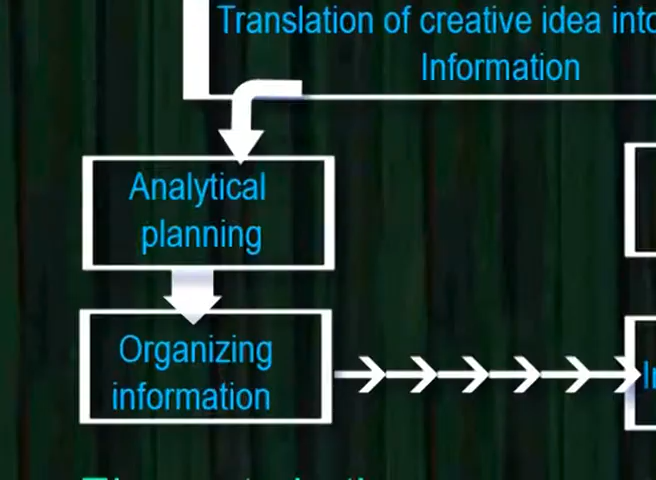 Translation of creative idea into
Information
Analytical
planning
Organizing
information